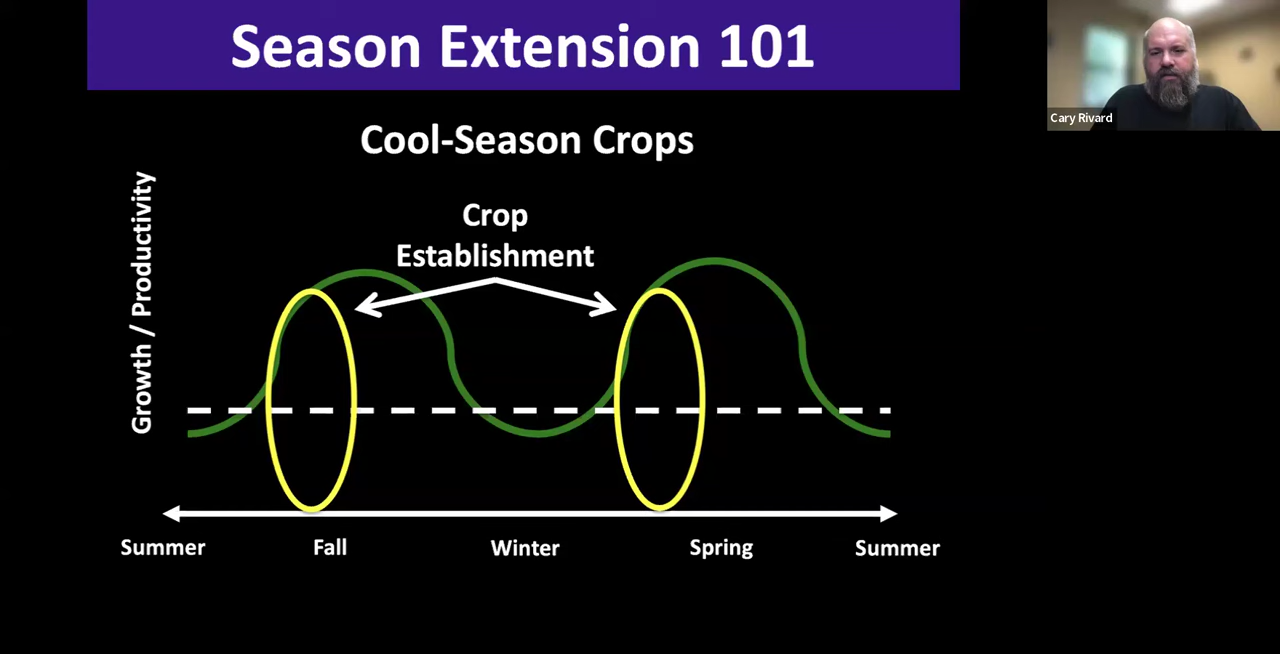 Season Extension 101
Cary Rivard
Cool-Season Crops
Growth / Productivity
Crop
Establishment
Summer Fall Winter Spring Summer